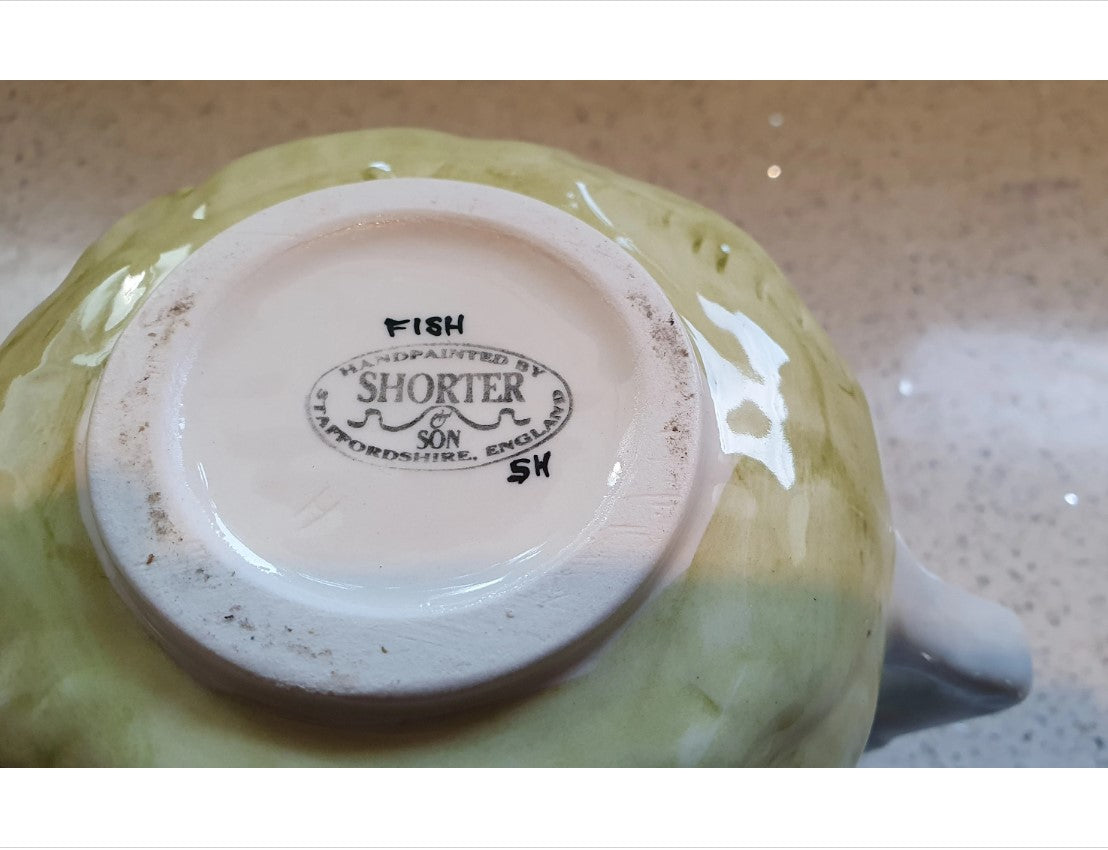 FISH
HANDPAINTED BY
SHORTER
&
SON
STAFFORDSHIRE, ENGLAND
SH